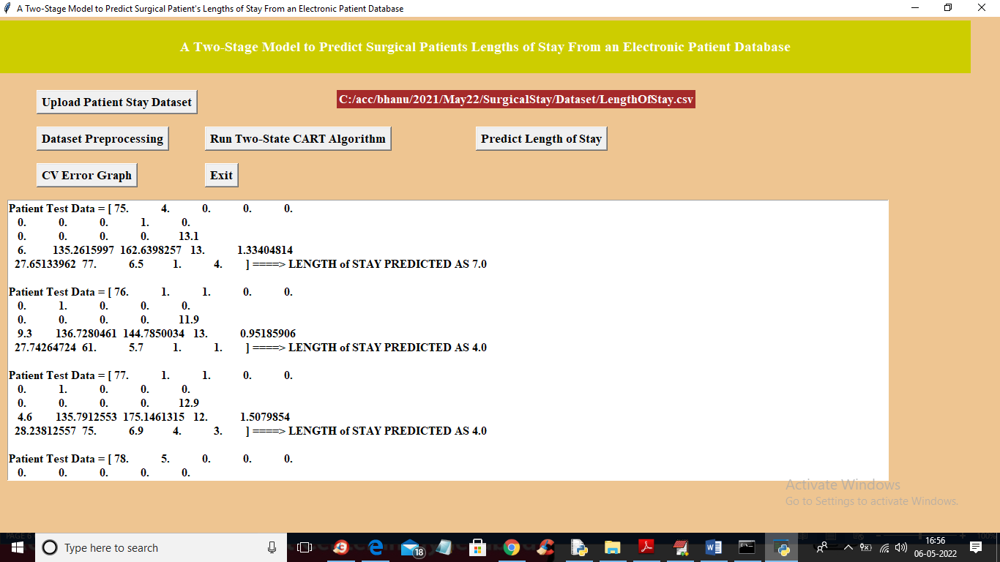 A Two-Stage Model to Predict Surgical Patient's Lengths of Stay From an Electronic Patient Database
A Two-Stage Model to Predict Surgical Patients Lengths of Stay From an Electronic Patient Database
Upload Patient Stay Dataset
C:/acc/bhanu/2021/May22/SurgicalStay/Dataset/LengthOfStay.csv
Dataset Preprocessing
Run Two-State CART Algorithm
Predict Length of Stay
CV Error Graph
Exit
Patient Test Data = [ 75. 4. 0. 0. 0.
0. 0. 0. 1. 0.
0. 0. 0. 0. 13.1
6. 135.2615997 162.6398257 13. 1.33404814
27.65133962 77. 6.5 1. 4. ] ====> LENGTH of STAY PREDICTED AS 7.0
Patient Test Data = [ 76. 1. 1. 0. 0.
0. 1. 0. 0. 0.
0. 0. 0. 0. 11.9
9.3 136.7280461 144.7850034 13. 0.95185906
27.74264724 61. 5.7 1. 1. ] ====> LENGTH of STAY PREDICTED AS 4.0
Patient Test Data = [ 77. 1. 1. 0. 0.
0. 1. 0. 0. 0.
0. 0. 0. 0. 12.9
4.6 135.7912553 175.1461315 12. 1.5079854
28.23812557 75. 6.9 4. 3. ] ====> LENGTH of STAY PREDICTED AS 4.0
Patient Test Data = [ 78. 5. 0. 0. 0.
0. 0. 0. 0. 0.
Activate Windows
Go to Settings to activate Windows.
Type here to search
18
16:56
06-05-2022